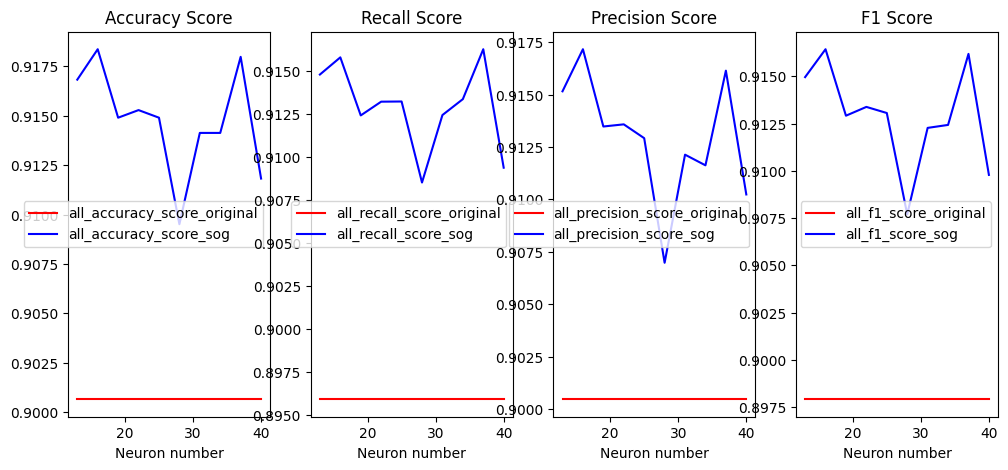 Accuracy Score
0.9175
0.9150
0.9125
0.9100
0.9075
0.9050
0.9025
0.9000
all_accuracy_score_original
all_accuracy_score_sog
20
40
Neuron number
Recall Score
0.9150
0.9125
0.9100
0.9075
0.9050
0.9025
0.9000
0.8975
0.8950
all_recall_score_original
all_recall_score_sog
20
30
40
Neuron number
Precision Score
0.9175
0.9150
0.9125
0.9100
0.9075
0.9050
0.9025
0.9000
all_precision_score_original
all_precision_score_sog
20
30
40
Neuron number
F1 Score
0.9150
0.9125
0.9100
0.9075
0.9050
0.9025
0.9000
0.8975
all_f1_score_original
all_f1_score_sog
20
30
40
Neuron number